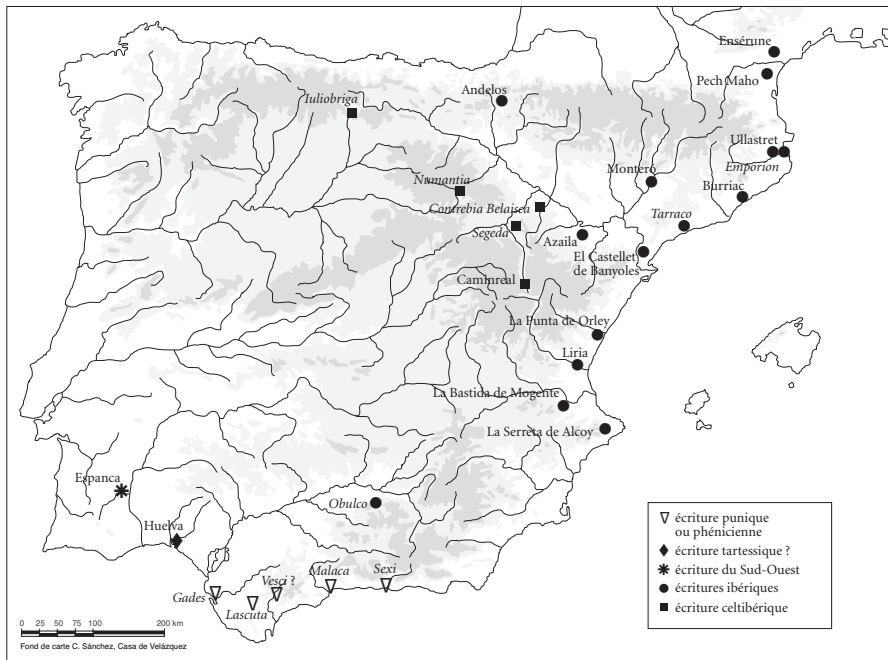 Ensérune
Pech Maho
Andelos
Iuliobriga
Ullastret
Emporion
Montero
Numantia
Burriac
Contrebia Belaisca
Tarraco
Segeda
Azaila
El Castellet
de Banyoles
Caminreal
La Punta de Orley
Liria
La Bastida de Mogente
La Serreta de Alcoy
Espanca
Obulco
Huelva
Vesci ?
Malaca
Sexi
Gades
Lascuta
écriture punique
ou phénicienne
écriture tartessique ?
écriture du Sud-Ouest
écritures ibériques
écriture celtibérique
0 25 50 75 100 200 km
Fond de carte C. Sánchez, Casa de Velázquez